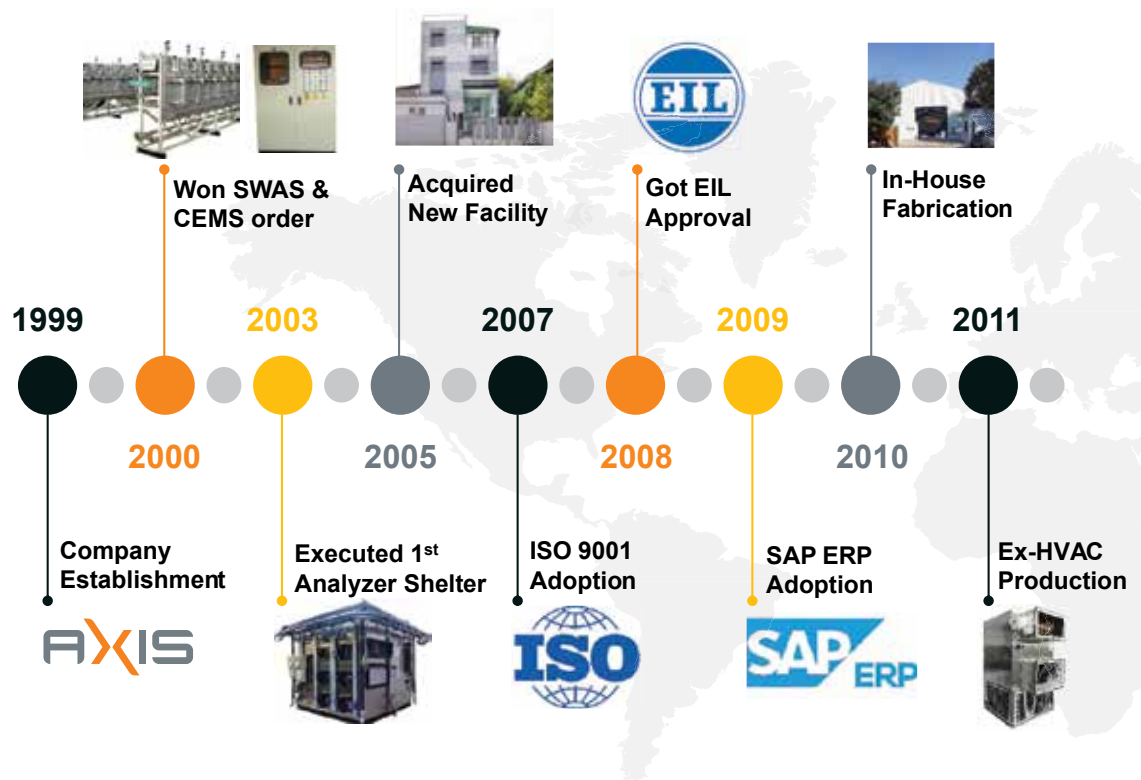 EIL
Won SWAS &
CEMS order
Acquired
New Facility
Got EIL
Approval
In-House
Fabrication
1999
2003
2007
2009
2011
2000
2005
2008
2010
Company
Establishment
Executed 1st
Analyzer Shelter
ISO 9001
Adoption
SAP ERP
Adoption
Ex-HVAC
Production
AXIS
ISO
SAP ERP